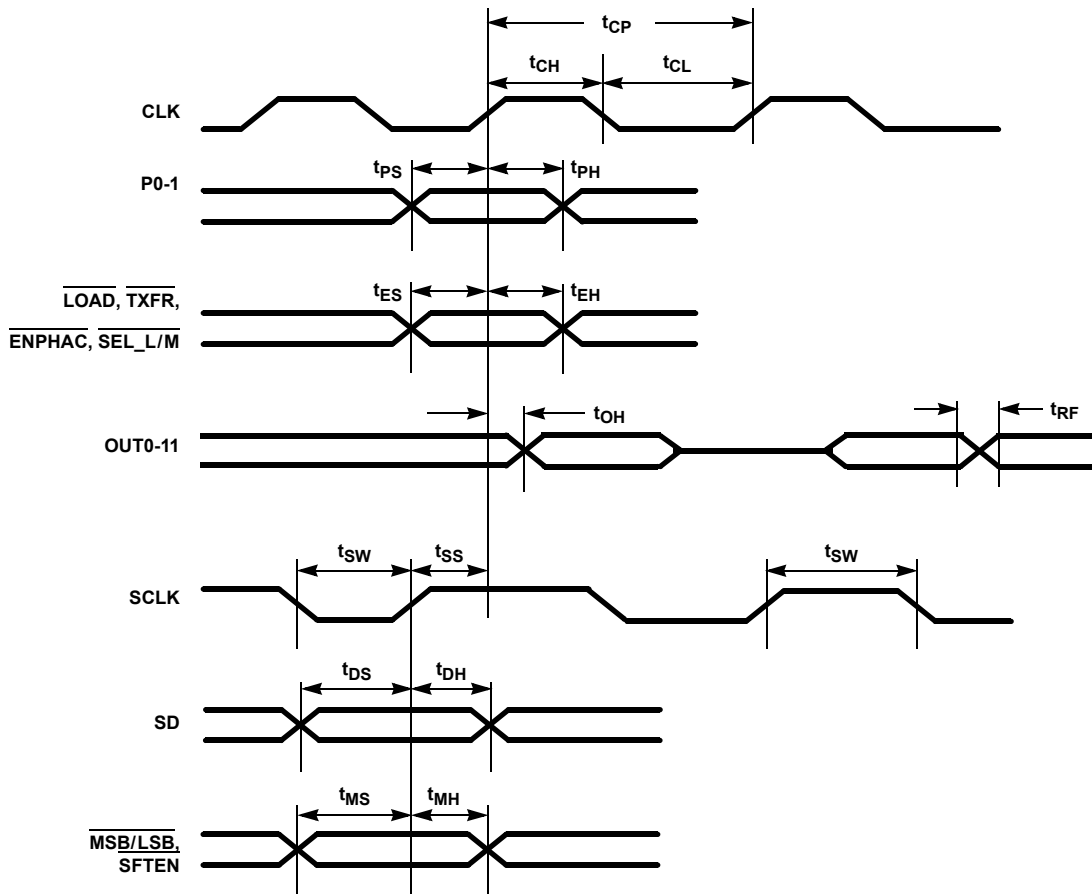 tCP
tCH tCL
CLK
tPS tPH
P0-1
tES tEH
LOAD, TXFR,
ENPHAC, SEL_L/M
tOH tRF
OUT0-11
tSW tSS tSW
SCLK
tDS tDH
SD
tMS tMH
MSB/LSB,
SFTEN